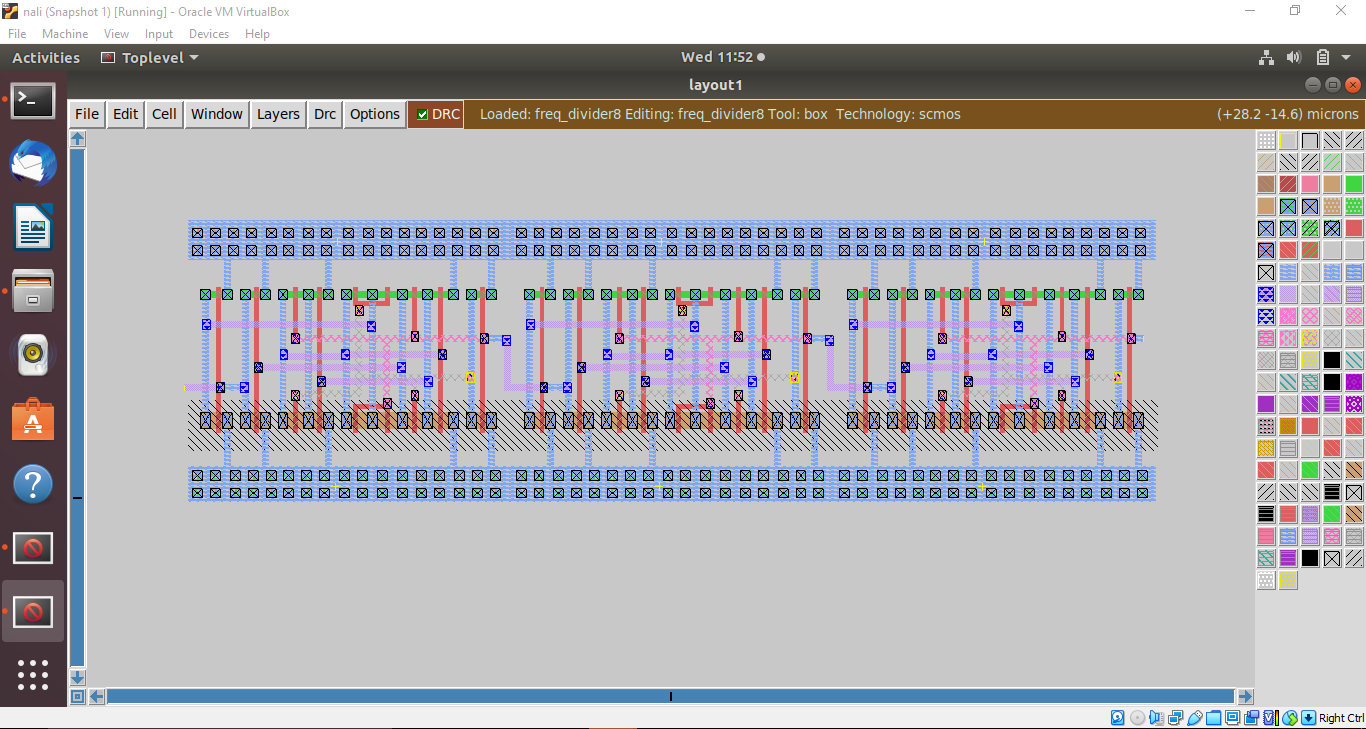 nali (Snapshot 1) [Running] - Oracle VM VirtualBox
File Machine View Input Devices Help
Activities Toplevel Wed 11:52
layout1
File Edit Cell Window Layers Drc Options DRC Loaded: freq_divider8 Editing: freq_divider8 Tool: box Technology: scmos (+28.2 -14.6) microns
Right Ctrl